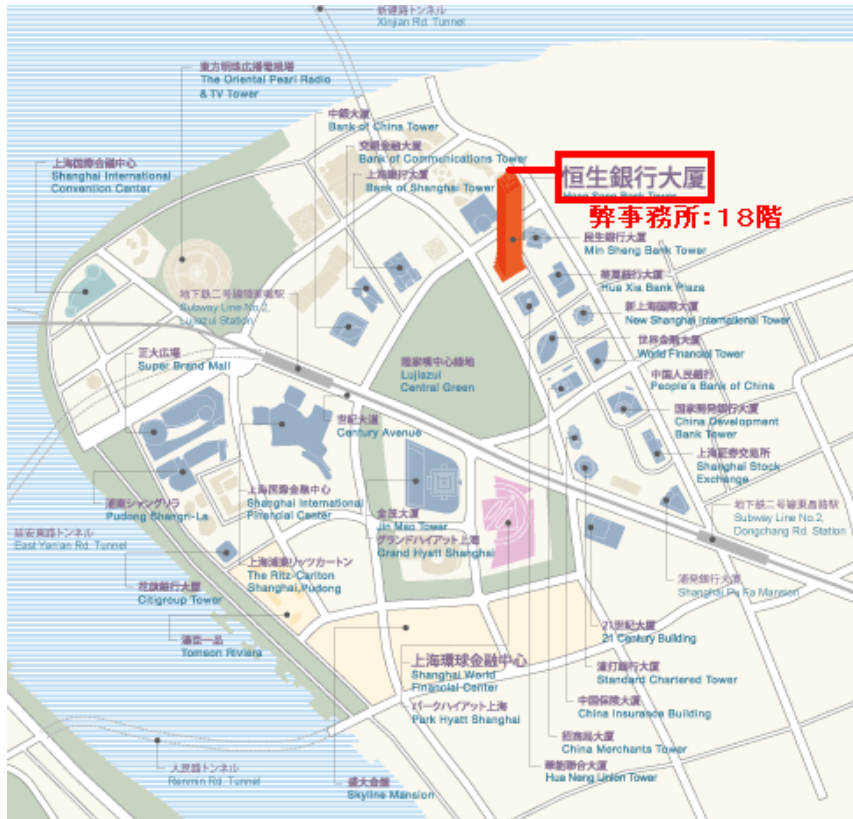 新建路トンネル
Xinjian Rd. Tunnel
東方明珠広播電視塔
The Oriental Pearl Radio
& TV Tower
中銀大厦
Bank of China Tower
交銀金融大厦
Bank of Communications Tower
上海銀行大厦
Bank of Shanghai Tower
上海国際会議中心
Shanghai International
Convention Center
恒生銀行大厦
Hang Seng Bank Tower
弊事務所:18階
民生銀行大厦
Min Sheng Bank Tower
華夏銀行大厦
Hua Xia Bank Plaza
新上海国際大厦
New Shanghai International Tower
世界金融大厦
World Financial Tower
中国人民銀行
People's Bank of China
国家開発銀行大厦
China Development
Bank Tower
上海証券交易所
Shanghai Stock
Exchange
地下鉄二号線陸家嘴駅
Subway Line No.2,
Lujiazui Station
正大広場
Super Brand Mall
陸家嘴中心緑地
Lujiazui
Central Green
世紀大道
Century Avenue
浦東シャングリラ
Pudong Shangri-La
上海国際金融中心
Shanghai International
Financial Center
金茂大厦
Jin Mao Tower
グランドハイアット上海
Grand Hyatt Shanghai
地下鉄二号線東昌路駅
Subway Line No.2,
Dongchang Rd. Station
延安東路トンネル
East Yan'an Rd. Tunnel
上海浦東リッツカートン
The Ritz-Carlton
Shanghai,Pudong
花旗銀行大厦
Citigroup Tower
浦発銀行大厦
Shanghai Pu Fa Mansion
湯臣一品
Tomson Riviera
21世紀大厦
21 Century Building
上海環球金融中心
Shanghai World
Financial Center
渣打銀行大厦
Standard Chartered Tower
パークハイアット上海
Park Hyatt Shanghai
中国保険大厦
China Insurance Building
招商局大厦
China Merchants Tower
人民路トンネル
Renmin Rd. Tunnel
華能聯合大厦
Hua Neng Union Tower
盛大金磐
Skyline Mansion